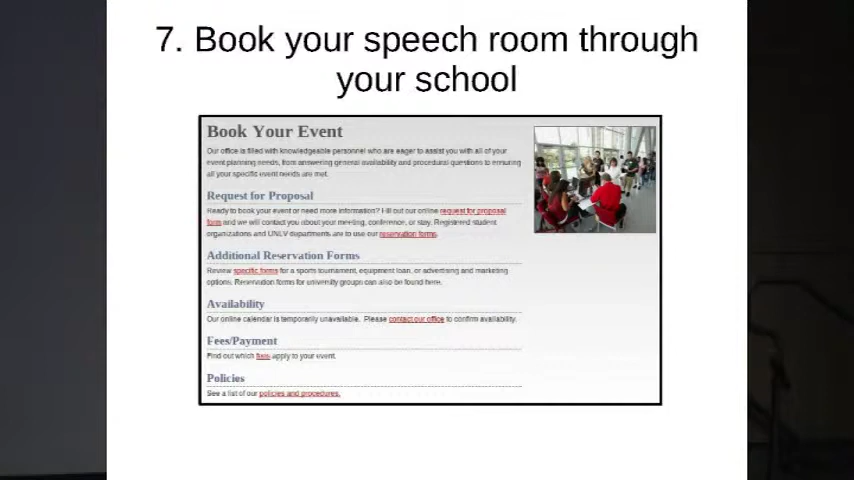 7. Book your speech room through
your school
Book Your Event
Our office is filled with knowledgeable personnel who are eager to assist you with all of your
event planning needs, from answering general availability and procedural questions to ensuring
all your specific event needs are met.
Request for Proposal
Ready to book your event or need more information? Fill out our online request for proposal
form and we will contact you about your meeting, conference, or stay. Registered student
organizations and UNLV departments are to use our reservation forms.
Additional Reservation Forms
Review specific forms for a sports tournament, equipment loan, or advertising and marketing
options. Reservation forms for university groups can also be found here.
Availability
Our online calendar is temporarily unavailable. Please contact our office to confirm availability.
Fees/Payment
Find out which fees apply to your event.
Policies
See a list of our policies and procedures.